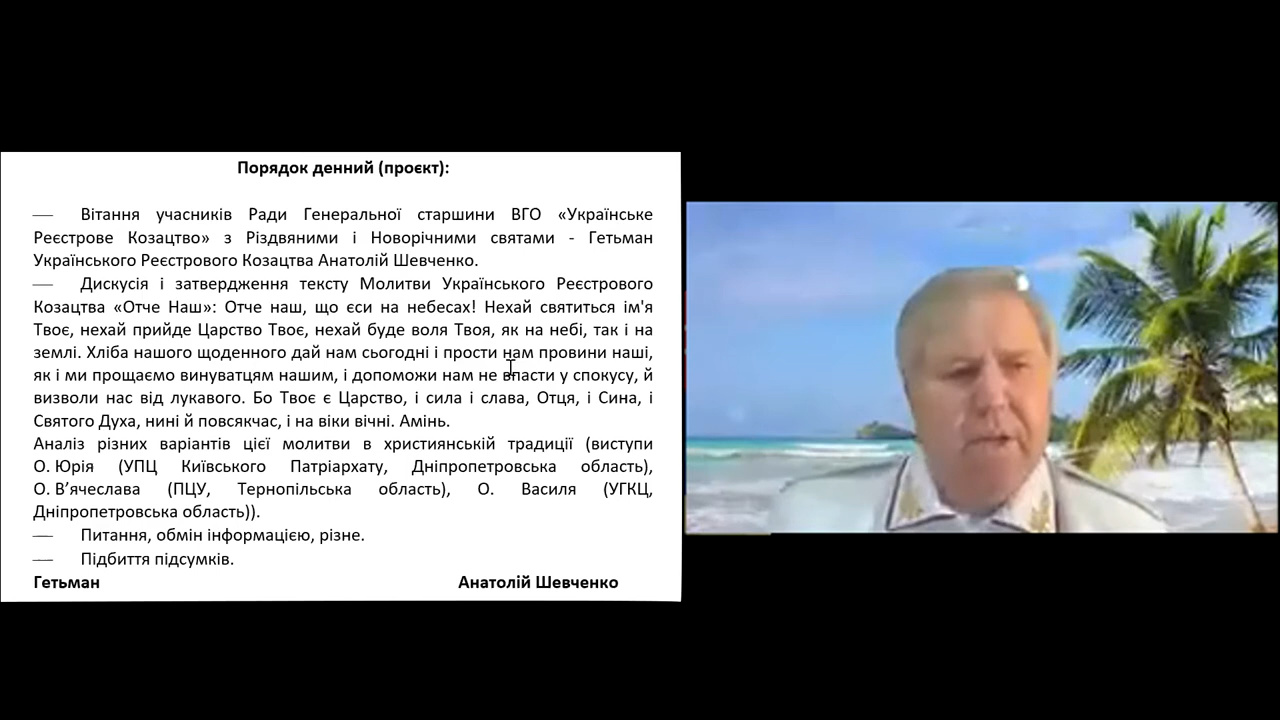 Порядок денний (проєкт):
— Вітання учасників Ради Генеральної старшини ВГО «Українське
Реєстрове Козацтво» з Різдвяними і Новорічними святами - Гетьман
Українського Реєстрового Козацтва Анатолій Шевченко.
— Дискусія і затвердження тексту Молитви Українського Реєстрового
Козацтва «Отче Наш»: Отче наш, що єси на небесах! Нехай святиться ім'я
Твоє, нехай прийде Царство Твоє, нехай буде воля Твоя, як на небі, так і на
землі. Хліба нашого щоденного дай нам сьогодні і прости нам провини наші,
як і ми прощаємо винуватцям нашим, і допоможи нам не впасти у спокусу, й
визволи нас від лукавого. Бо Твоє є Царство, і сила і слава, Отця, і Сина, і
Святого Духа, нині й повсякчас, і на віки вічні. Амінь.
Аналіз різних варіантів цієї молитви в християнській традиції (виступи
О. Юрія (УПЦ Київського Патріархату, Дніпропетровська область),
О. В’ячеслава (ПЦУ, Тернопільська область), О. Василя (УГКЦ,
Дніпропетровська область)).
— Питання, обмін інформацією, різне.
— Підбиття підсумків.
Гетьман Анатолій Шевченко